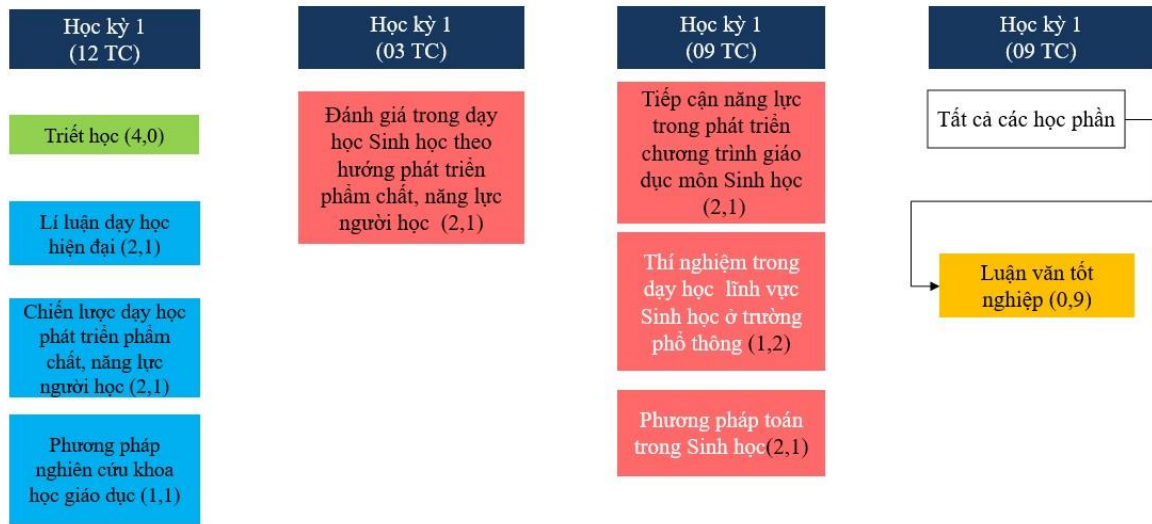 Học kỳ 1
(12 TC)
Triết học (4,0)
Lí luận dạy học
hiện đại (2,1)
Chiến lược dạy học
phát triển phẩm
chất, năng lực
người học (2,1)
Phương pháp
nghiên cứu khoa
học giáo dục (1,1)
Học kỳ 1
(03 TC)
Đánh giá trong dạy
học Sinh học theo
hướng phát triển
phẩm chất, năng lực
người học (2,1)
Học kỳ 1
(09 TC)
Tiếp cận năng lực
trong phát triển
chương trình giáo
dục môn Sinh học
(2,1)
Thí nghiệm trong
dạy học lĩnh vực
Sinh học ở trường
phổ thông (1,2)
Phương pháp toán
trong Sinh học(2,1)
Học kỳ 1
(09 TC)
Tất cả các học phần
Luận văn tốt
nghiệp (0,9)